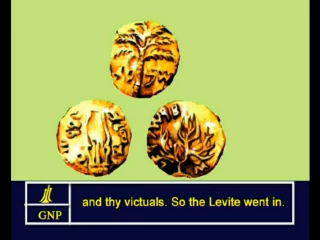 and thy victuals. So the Levite went in.
GNP